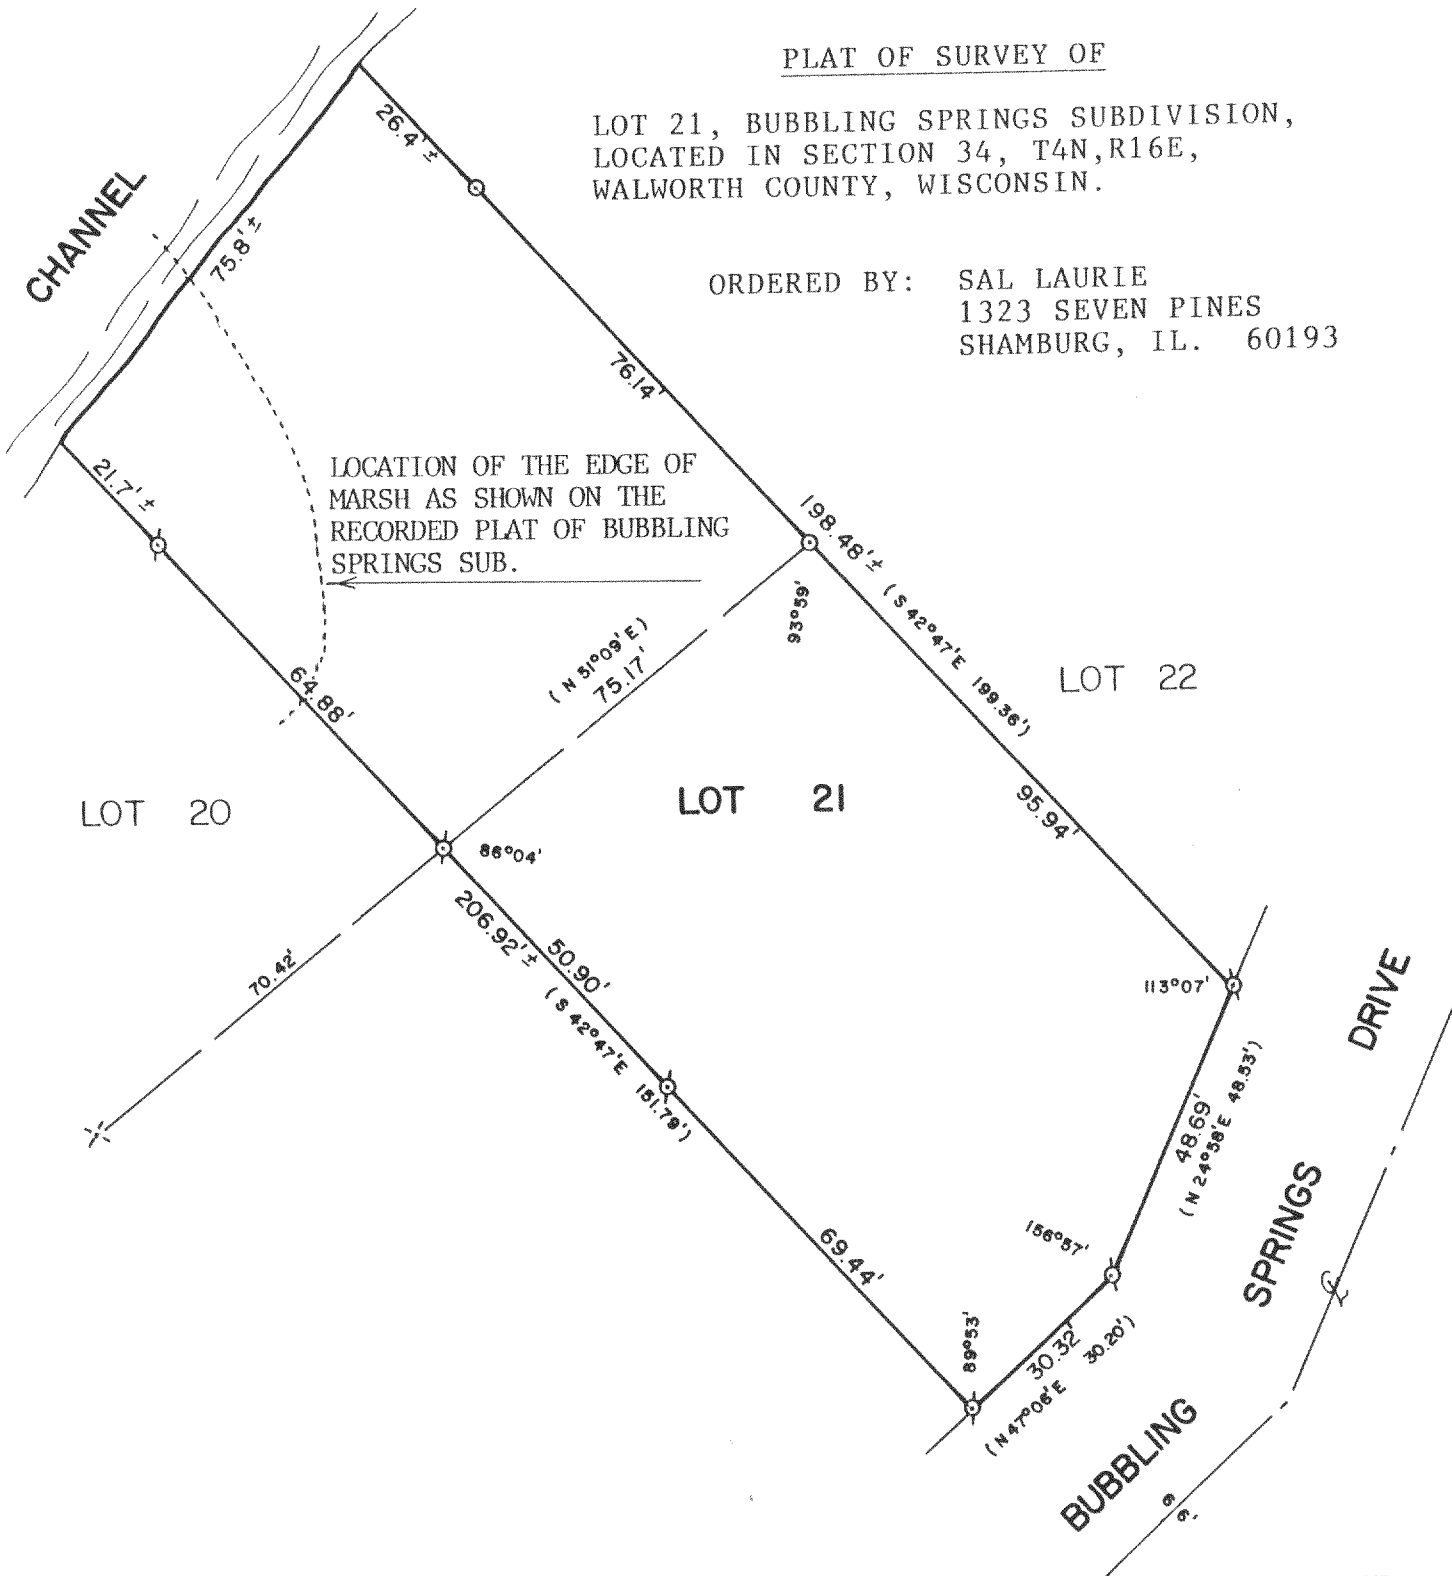 PLAT OF SURVEY OF
LOT 21, BUBBLING SPRINGS SUBDIVISION,
LOCATED IN SECTION 34, T4N,R16E,
WALWORTH COUNTY, WISCONSIN.
ORDERED BY: SAL LAURIE
1323 SEVEN PINES
SHAMBURG, IL. 60193
CHANNEL
26.4'±
75.8'±
76.14'
21.7'±
LOCATION OF THE EDGE OF
MARSH AS SHOWN ON THE
RECORDED PLAT OF BUBBLING
SPRINGS SUB.
198.48'± (S 42°47'E 199.36')
93°59'
(N 51°09'E)
75.17'
64.88'
LOT 22
LOT 20
LOT 21
95.94'
86°04'
206.92'±
50.90'
(S 42°47'E 151.79')
70.42'
113°07'
48.69'
(N 24°58'E 48.53')
156°57'
69.44'
89°53'
30.32'
(N 47°06'E 30.20')
BUBBLING SPRINGS DRIVE
66'